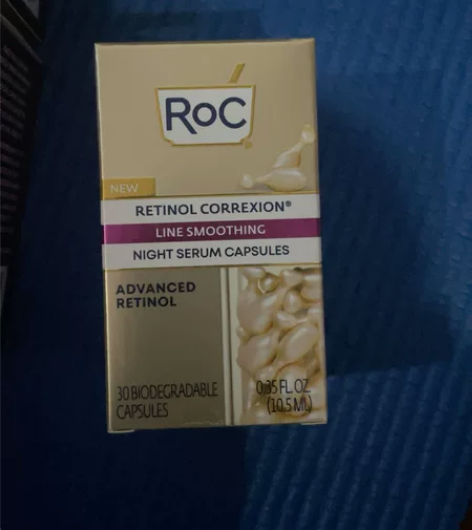 RoC
NEW
RETINOL CORREXION®
LINE SMOOTHING
NIGHT SERUM CAPSULES
ADVANCED
RETINOL
30 BIODEGRADABLE
CAPSULES
0.35 FL. OZ.
(10.5 ML)